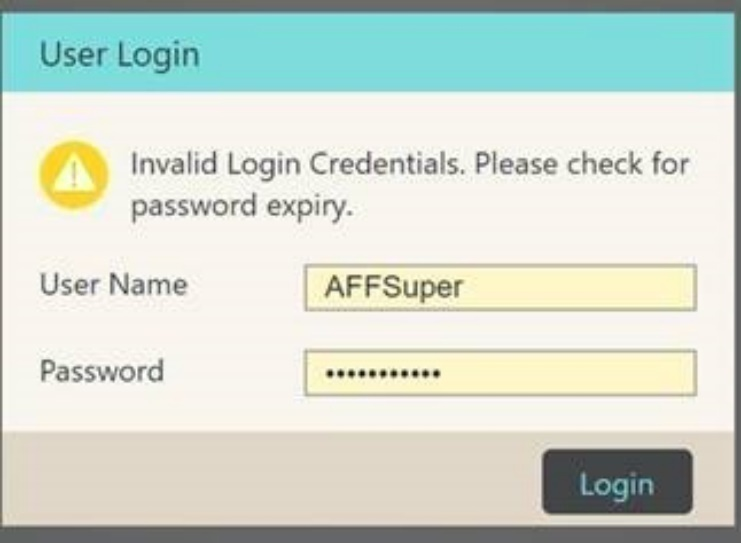 User Login
Invalid Login Credentials. Please check for
password expiry.
User Name
AFFSuper
Password
•••••••••••
Login